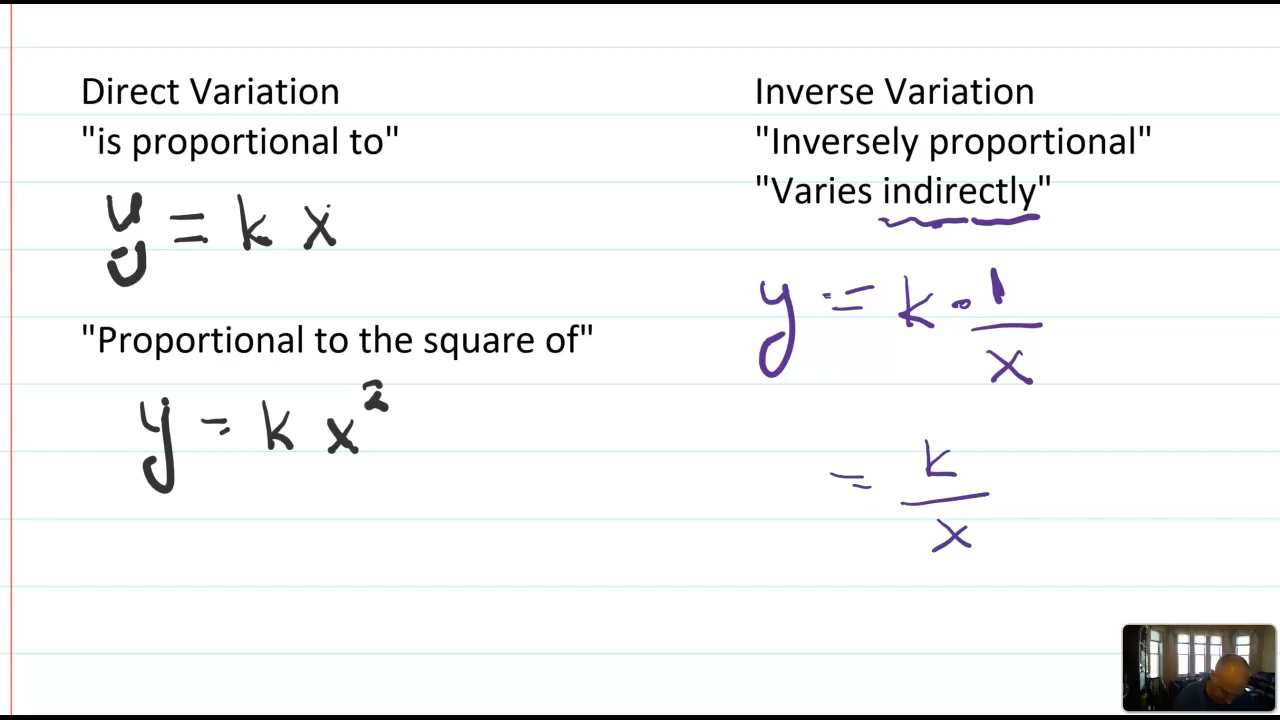 Direct Variation
"is proportional to"
y = k x
"Proportional to the square of"
y = k x²
Inverse Variation
"Inversely proportional"
"Varies indirectly"
y = k · 1/x
= k/x